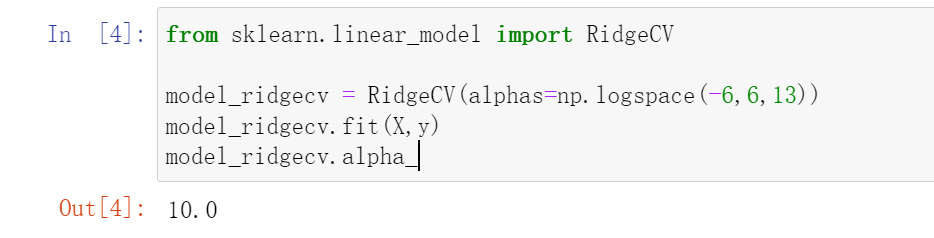 In [4]: from sklearn.linear_model import RidgeCV
model_ridgecv = RidgeCV(alphas=np.logspace(-6,6,13))
model_ridgecv.fit(X,y)
model_ridgecv.alpha_
Out[4]: 10.0